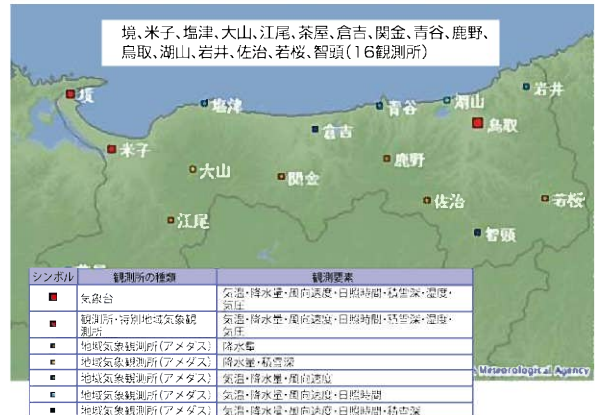 境、米子、塩津、大山、江尾、茶屋、倉吉、関金、青谷、鹿野、
鳥取、湖山、岩井、佐治、若桜、智頭(16観測所)
境
塩津
青谷
湖山
岩井
米子
倉吉
鳥取
大山
関金
鹿野
佐治
若桜
江尾
智頭
シンボル 観測所の種類 観測要素
気象台 気温・降水量・風向速度・日照時間・積雪深・湿度・
気圧
観測所・特別地域気象観
測所 気温・降水量・風向速度・日照時間・積雪深・湿度・
気圧
地域気象観測所(アメダス) 降水量
地域気象観測所(アメダス) 降水量・積雪深
地域気象観測所(アメダス) 気温・降水量・風向速度
地域気象観測所(アメダス) 気温・降水量・風向速度・日照時間
地域気象観測所(アメダス) 気温・降水量・風向速度・日照時間・積雪深
Meteorological Agency